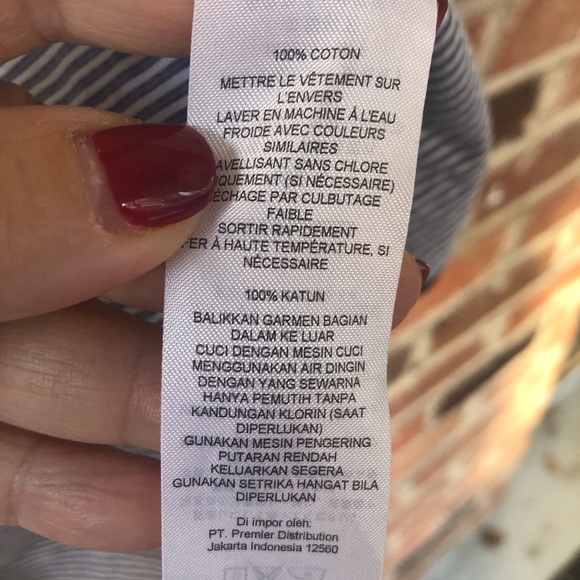 100% COTON
METTRE LE VÊTEMENT SUR
L'ENVERS
LAVER EN MACHINE À L'EAU
FROIDE AVEC COULEURS
SIMILAIRES
SANS CHLORE
(SI NÉCESSAIRE)
PAR CULBUTAGE
FAIBLE
SORTIR RAPIDEMENT
À HAUTE TEMPÉRATURE, SI
NÉCESSAIRE
100% KATUN
BALIKKAN GARMEN BAGIAN
DALAM KE LUAR
CUCI DENGAN MESIN CUCI
MENGGUNAKAN AIR DINGIN
DENGAN YANG SEWARNA
HANYA PEMUTIH TANPA
KANDUNGAN KLORIN (SAAT
DIPERLUKAN)
GUNAKAN MESIN PENGERING
PUTARAN RENDAH
KELUARKAN SEGERA
GUNAKAN SETRIKA HANGAT BILA
DIPERLUKAN
Di impor oleh:
PT. Premier Distribution
Jakarta Indonesia 12560